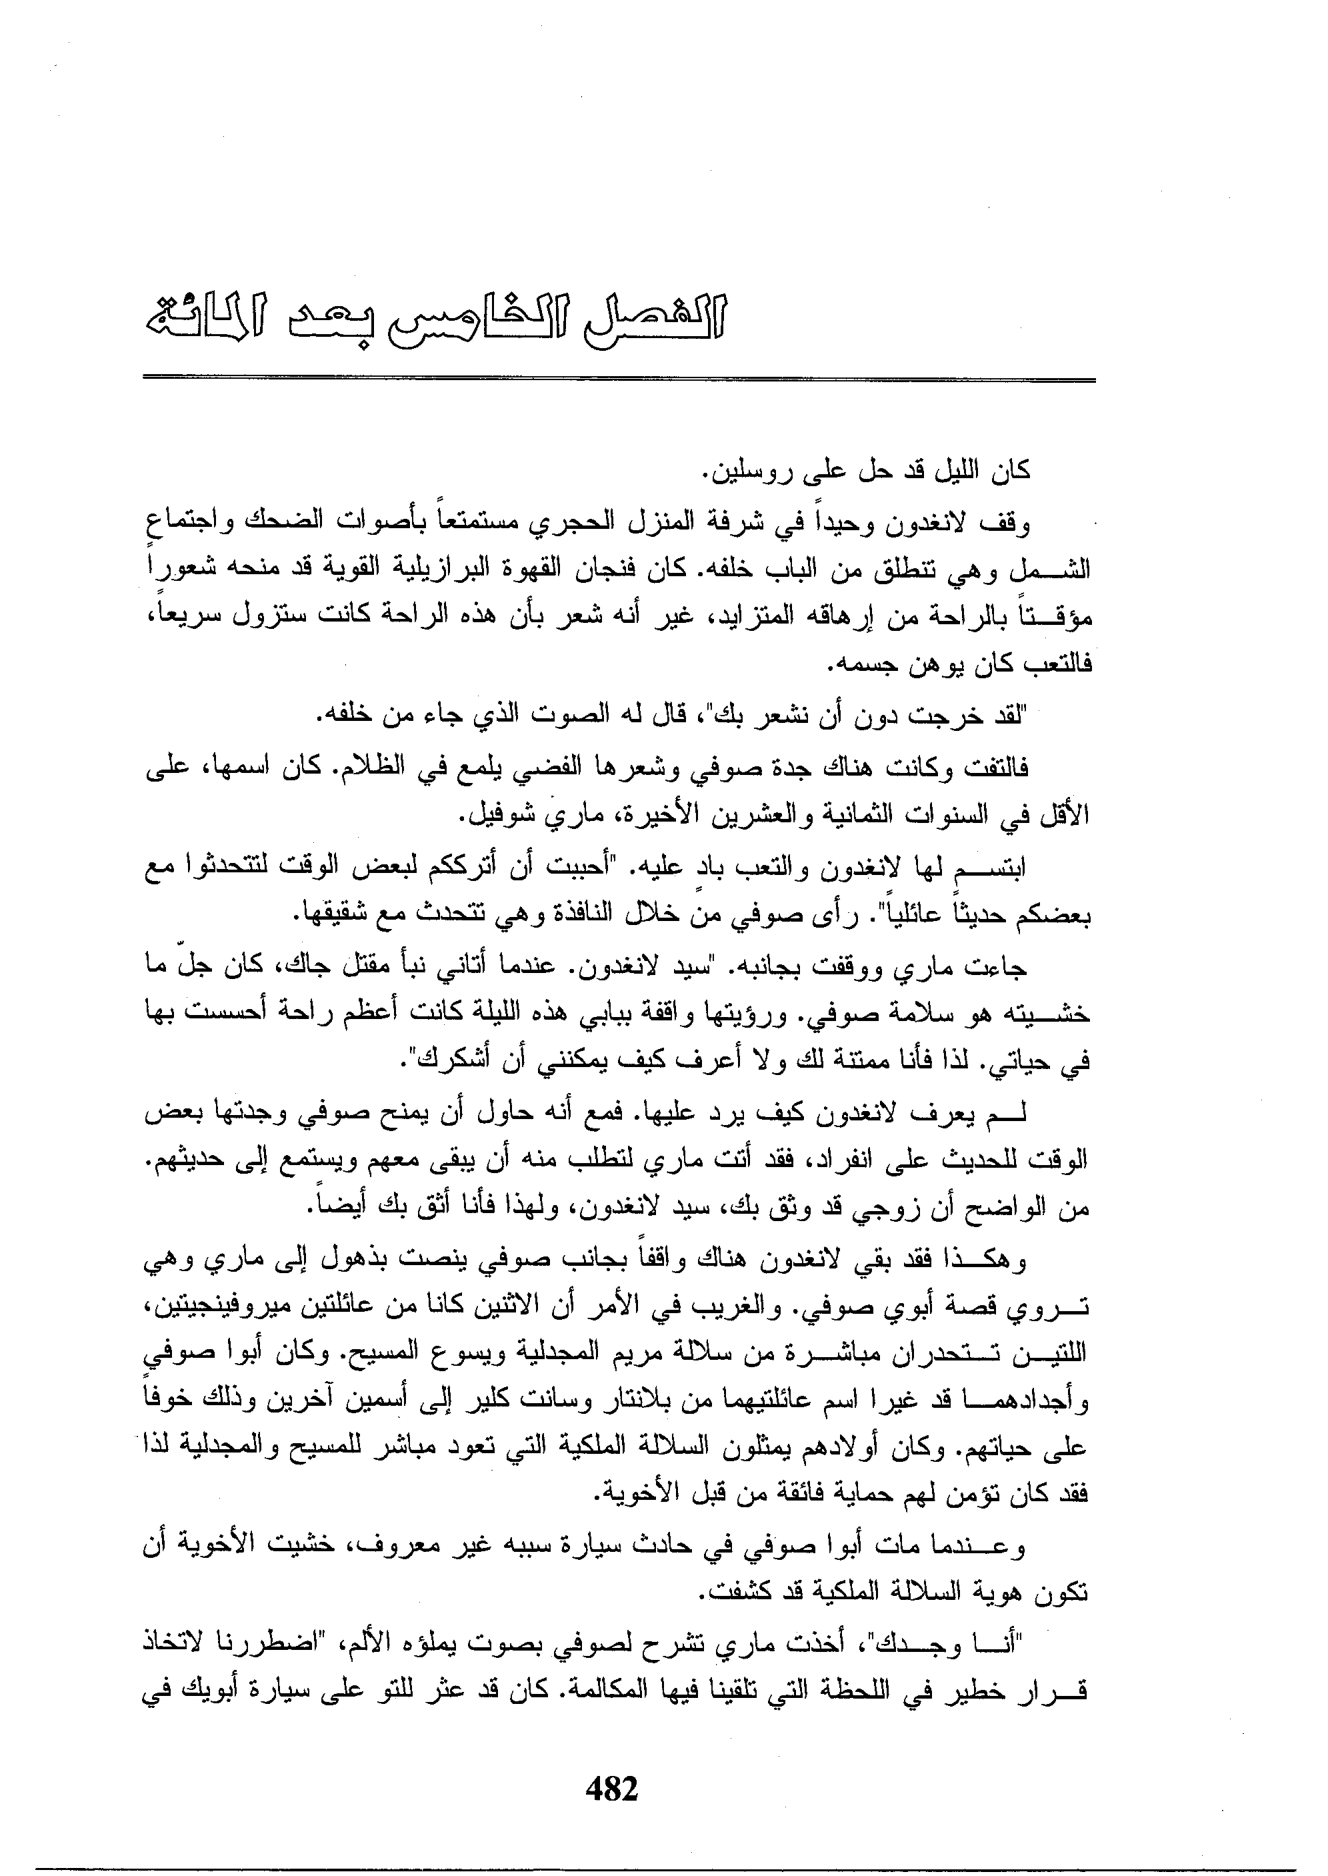 الفصل الخامس بعد المائة
كان الليل قد حل على روسلين.
وقف لانغدون وحيداً في شرفة المنزل الحجري مستمتعاً بأصوات الضحك واجتماع
الشمل وهي تنطلق من الباب خلفه. كان فنجان القهوة البرازيلية القوية قد منحه شعوراً
مؤقتاً بالراحة من إرهاقه المتزايد، غير أنه شعر بأن هذه الراحة كانت ستزول سريعاً،
فالتعب كان يوهن جسمه.
"لقد خرجت دون أن نشعر بك"، قال له الصوت الذي جاء من خلفه.
فالتفت وكانت هناك جدة صوفي وشعرها الفضي يلمع في الظلام. كان اسمها، على
الأقل في السنوات الثمانية والعشرين الأخيرة، ماري شوفيل.
ابتسم لها لانغدون والتعب بادٍ عليه. "أحببت أن أترككم لبعض الوقت لتتحدثوا مع
بعضكم حديثاً عائلياً". رأى صوفي من خلال النافذة وهي تتحدث مع شقيقها.
جاءت ماري ووقفت بجانبه. "سيد لانغدون. عندما أتاني نبأ مقتل جاك، كان جلّ ما
خشيته هو سلامة صوفي. ورؤيتها واقفة ببابي هذه الليلة كانت أعظم راحة أحسست بها
في حياتي. لذا فأنا ممتنة لك ولا أعرف كيف يمكنني أن أشكرك".
لم يعرف لانغدون كيف يرد عليها. فمع أنه حاول أن يمنح صوفي وجدتها بعض
الوقت للحديث على انفراد، فقد أتت ماري لتطلب منه أن يبقى معهم ويستمع إلى حديثهم.
من الواضح أن زوجي قد وثق بك، سيد لانغدون، ولهذا فأنا أثق بك أيضاً.
وهكذا فقد بقي لانغدون هناك واقفاً بجانب صوفي ينصت بذهول إلى ماري وهي
تروي قصة أبوي صوفي. والغريب في الأمر أن الاثنين كانا من عائلتين ميروفينجيتين،
اللتين تتحدران مباشرة من سلالة مريم المجدلية ويسوع المسيح. وكان أبوا صوفي
وأجدادهما قد غيرا اسم عائلتيهما من بلانتار وسانت كلير إلى أسمين آخرين وذلك خوفاً
على حياتهم. وكان أولادهم يمثلون السلالة الملكية التي تعود مباشر للمسيح والمجدلية لذا
فقد كان تؤمن لهم حماية فائقة من قبل الأخوية.
وعندما مات أبوا صوفي في حادث سيارة سببه غير معروف، خشيت الأخوية أن
تكون هوية السلالة الملكية قد كشفت.
"أنا وجدك"، أخذت ماري تشرح لصوفي بصوت يملؤه الألم، "اضطررنا لاتخاذ
قرار خطير في اللحظة التي تلقينا فيها المكالمة. كان قد عثر للتو على سيارة أبويك في
482